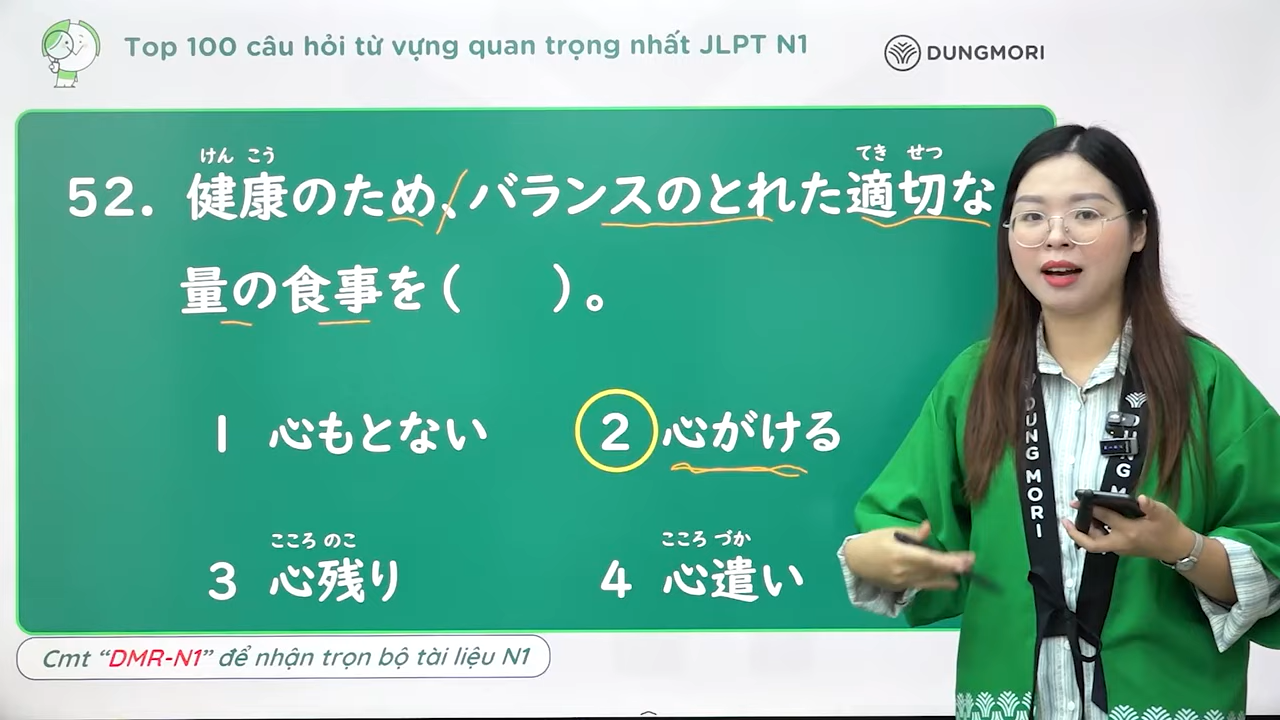 Top 100 câu hỏi từ vựng quan trọng nhất JLPT N1
DUNGMORI
けん こう
てき せつ
52. 健康のため、バランスのとれた適切な
量の食事を( )。
1 心もとない
2 心がける
こころ のこ
3 心残り
こころ づか
4 心遣い
Cmt “DMR-N1” để nhận trọn bộ tài liệu N1
DUNG MORI